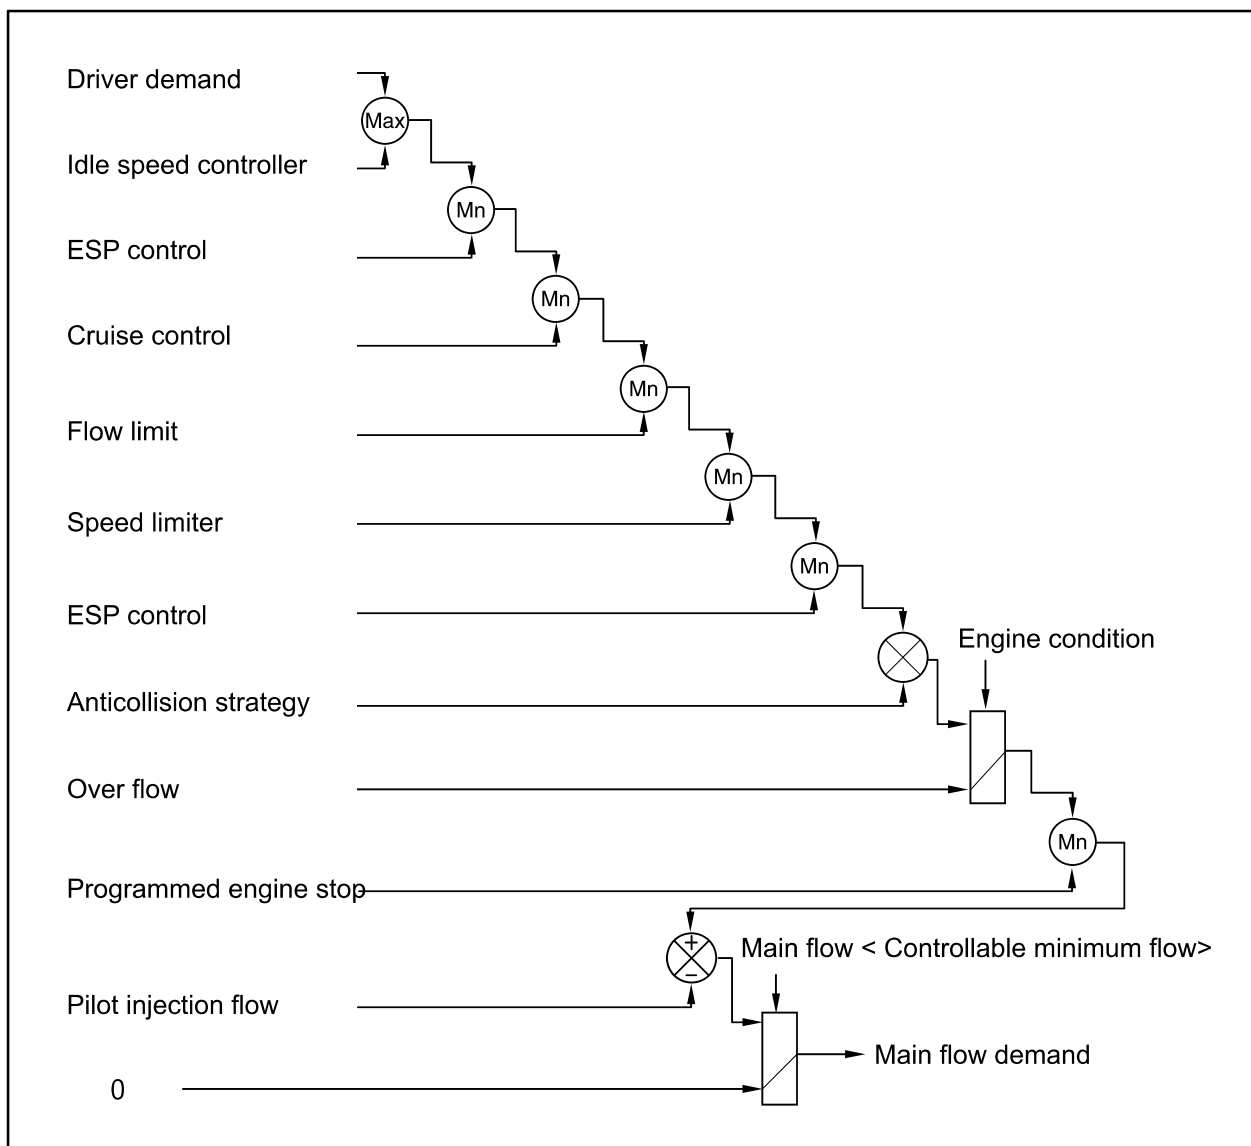 Driver demand
Max
Idle speed controller
Mn
ESP control
Mn
Cruise control
Mn
Flow limit
Mn
Speed limiter
Mn
ESP control
Engine condition
Anticollision strategy
Over flow
Mn
Programmed engine stop
+
Main flow < Controllable minimum flow>
−
Pilot injection flow
Main flow demand
0